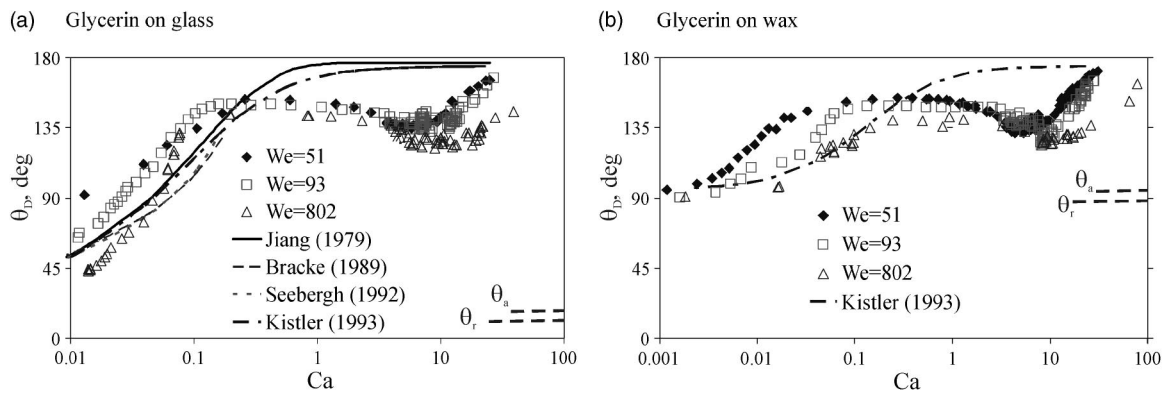 (a) Glycerin on glass
180
135
90
45
0
θD, deg
We=51
We=93
We=802
Jiang (1979)
Bracke (1989)
Seebergh (1992)
Kistler (1993)
θa
θr
0.01 0.1 1 10 100
Ca
(b) Glycerin on wax
180
135
90
45
0
θD, deg
θa
θr
We=51
We=93
We=802
Kistler (1993)
0.001 0.01 0.1 1 10 100
Ca